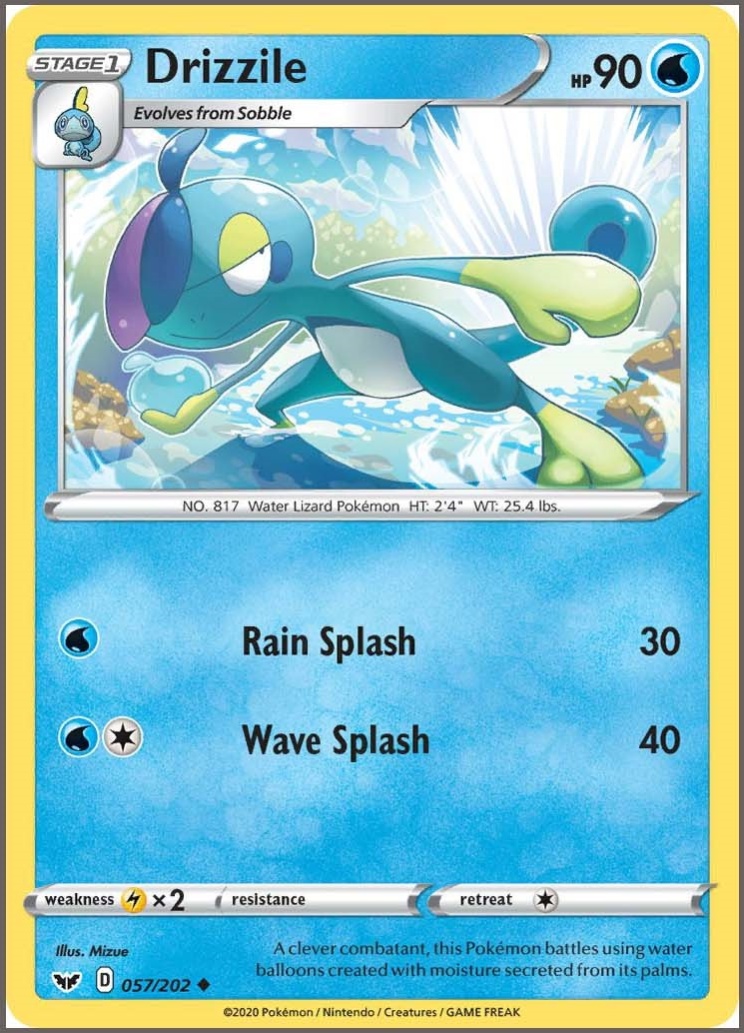 STAGE1
Drizzile
HP90
Evolves from Sobble
NO. 817 Water Lizard Pokémon HT: 2'4" WT: 25.4 lbs.
Rain Splash 30
Wave Splash 40
weakness ×2 resistance retreat
Illus. Mizue
A clever combatant, this Pokémon battles using water
balloons created with moisture secreted from its palms.
D 057/202
©2020 Pokémon / Nintendo / Creatures / GAME FREAK